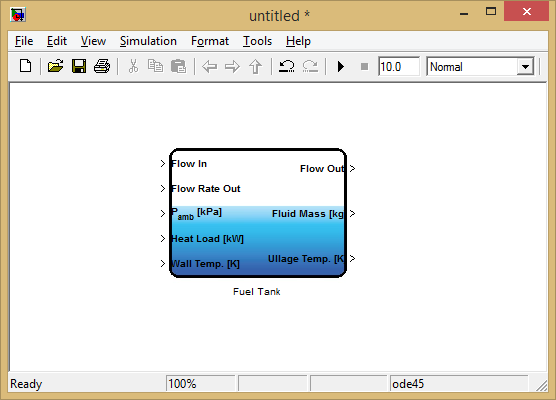 untitled *
File Edit View Simulation Format Tools Help
10.0 Normal
Flow In
Flow Out
Flow Rate Out
Pamb [kPa]
Fluid Mass [kg
Heat Load [kW]
Ullage Temp. [K
Wall Temp. [K]
Fuel Tank
Ready 100% ode45